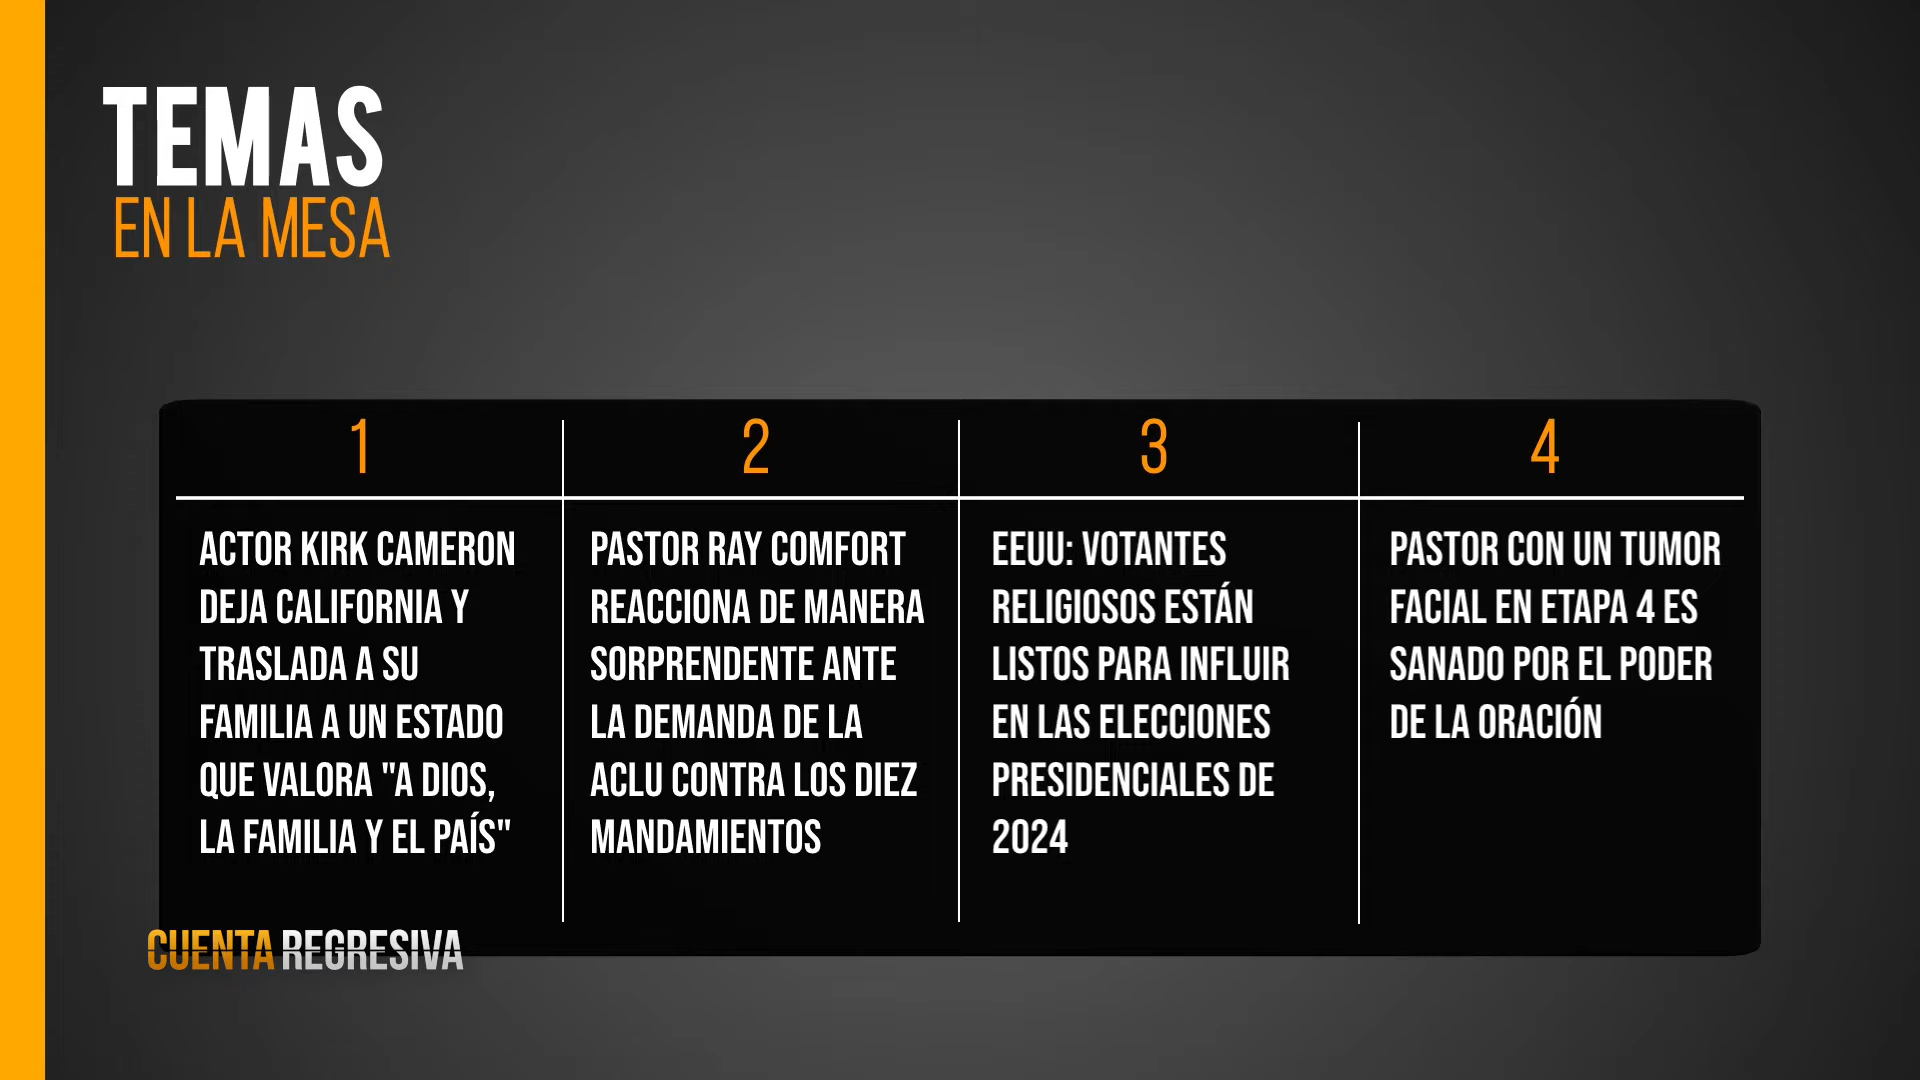 TEMAS
EN LA MESA
1
ACTOR KIRK CAMERON
DEJA CALIFORNIA Y
TRASLADA A SU
FAMILIA A UN ESTADO
QUE VALORA "A DIOS,
LA FAMILIA Y EL PAÍS"
2
PASTOR RAY COMFORT
REACCIONA DE MANERA
SORPRENDENTE ANTE
LA DEMANDA DE LA
ACLU CONTRA LOS DIEZ
MANDAMIENTOS
3
EEUU: VOTANTES
RELIGIOSOS ESTÁN
LISTOS PARA INFLUIR
EN LAS ELECCIONES
PRESIDENCIALES DE
2024
4
PASTOR CON UN TUMOR
FACIAL EN ETAPA 4 ES
SANADO POR EL PODER
DE LA ORACIÓN
CUENTA REGRESIVA